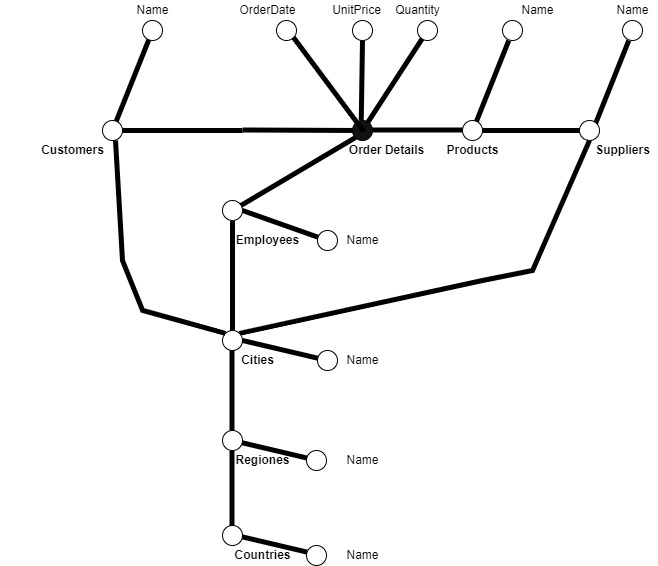 Name
OrderDate
UnitPrice
Quantity
Name
Name
Customers
Order Details
Products
Suppliers
Employees
Name
Cities
Name
Regiones
Name
Countries
Name